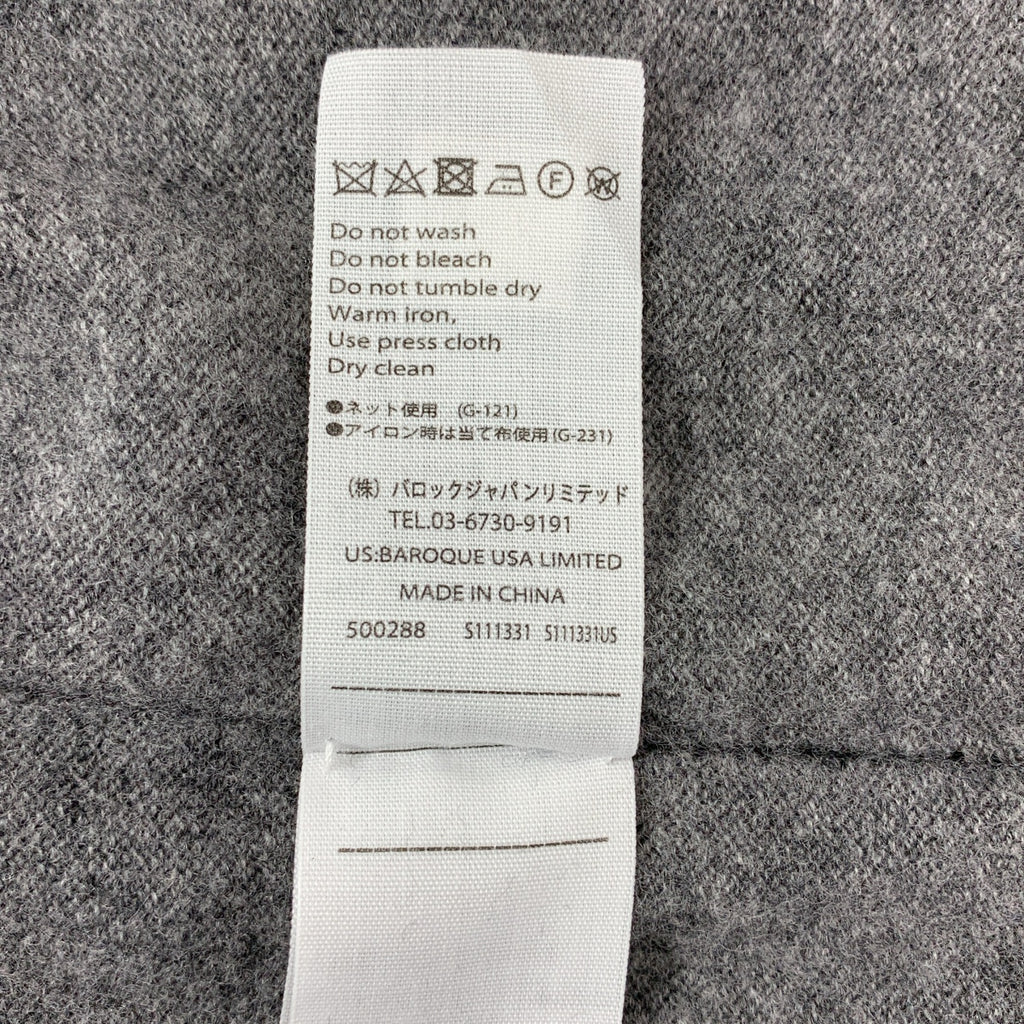 F W
Do not wash
Do not bleach
Do not tumble dry
Warm iron,
Use press cloth
Dry clean
●ネット使用 (G-121)
●アイロン時は当て布使用(G-231)
(株) バロックジャパンリミテッド
TEL.03-6730-9191
US:BAROQUE USA LIMITED
MADE IN CHINA
500288 S111331 S111331US